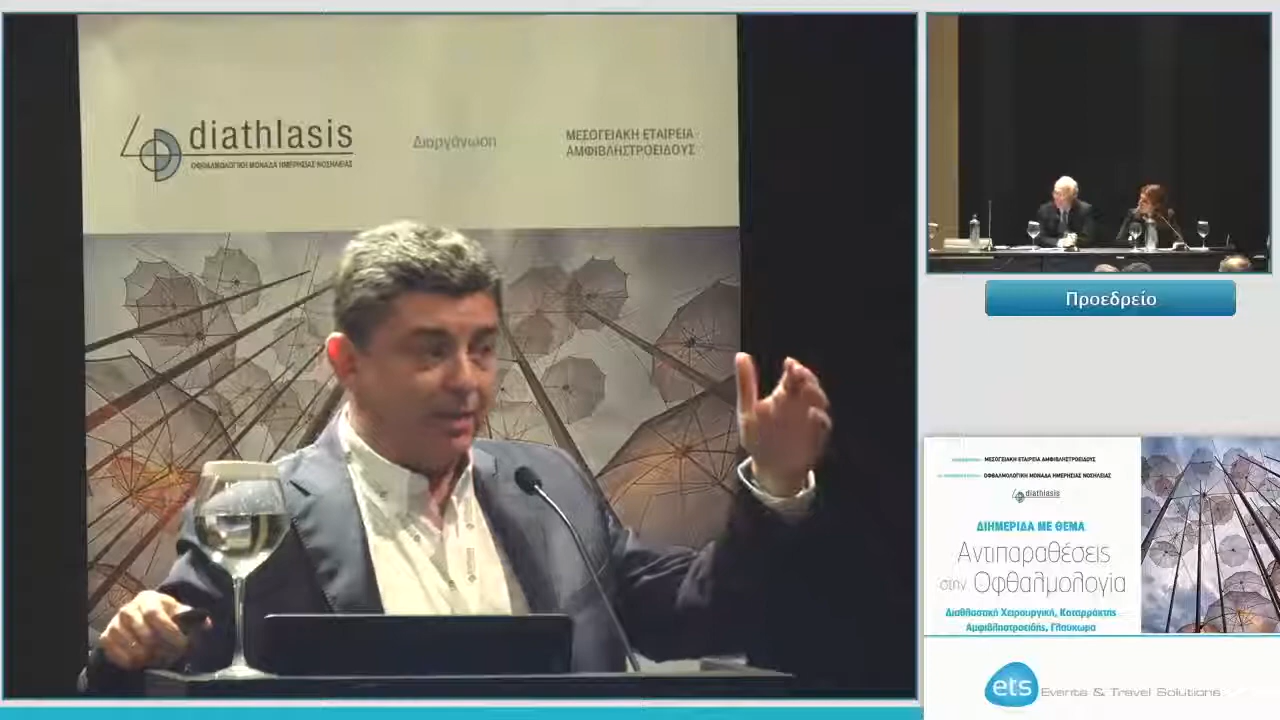 diathlasis
ΟΦΘΑΛΜΟΛΟΓΙΚΗ ΜΟΝΑΔΑ ΗΜΕΡΗΣΙΑΣ ΝΟΣΗΛΕΙΑΣ
Διοργάνωση
ΜΕΣΟΓΕΙΑΚΗ ΕΤΑΙΡΕΙΑ
ΑΜΦΙΒΛΗΣΤΡΟΕΙΔΟΥΣ
Προεδρείο
ΜΕΣΟΓΕΙΑΚΗ ΕΤΑΙΡΕΙΑ ΑΜΦΙΒΛΗΣΤΡΟΕΙΔΟΥΣ
ΟΦΘΑΛΜΟΛΟΓΙΚΗ ΜΟΝΑΔΑ ΗΜΕΡΗΣΙΑΣ ΝΟΣΗΛΕΙΑΣ
diathlasis
ΔΙΗΜΕΡΙΔΑ ΜΕ ΘΕΜΑ
Αντιπαραθέσεις
στην Οφθαλμολογία
Διαθλαστική Χειρουργική, Καταρράκτης
Αμφιβληστροειδής, Γλαύκωμα
ets Events & Travel Solutions